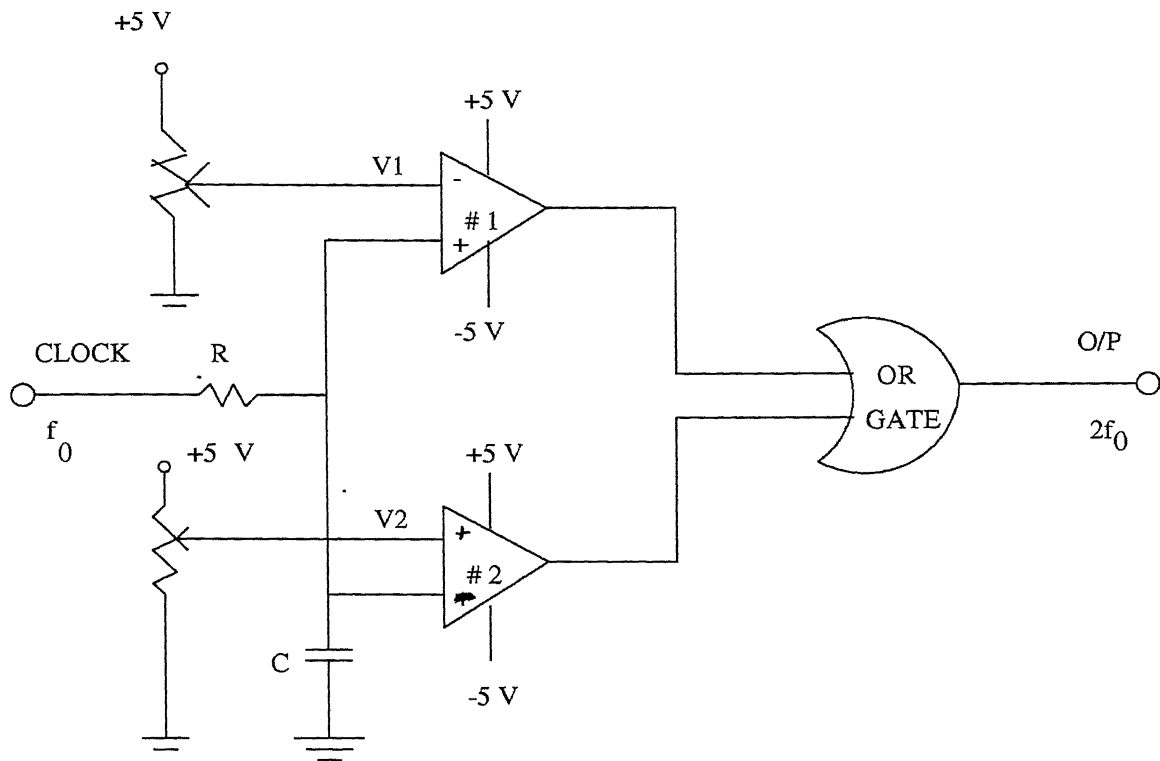 +5 V
+5 V
V1
-
# 1
+
-5 V
CLOCK
R
O/P
OR
GATE
f0
2f0
+5 V
+5 V
V2
+
# 2
C
-5 V